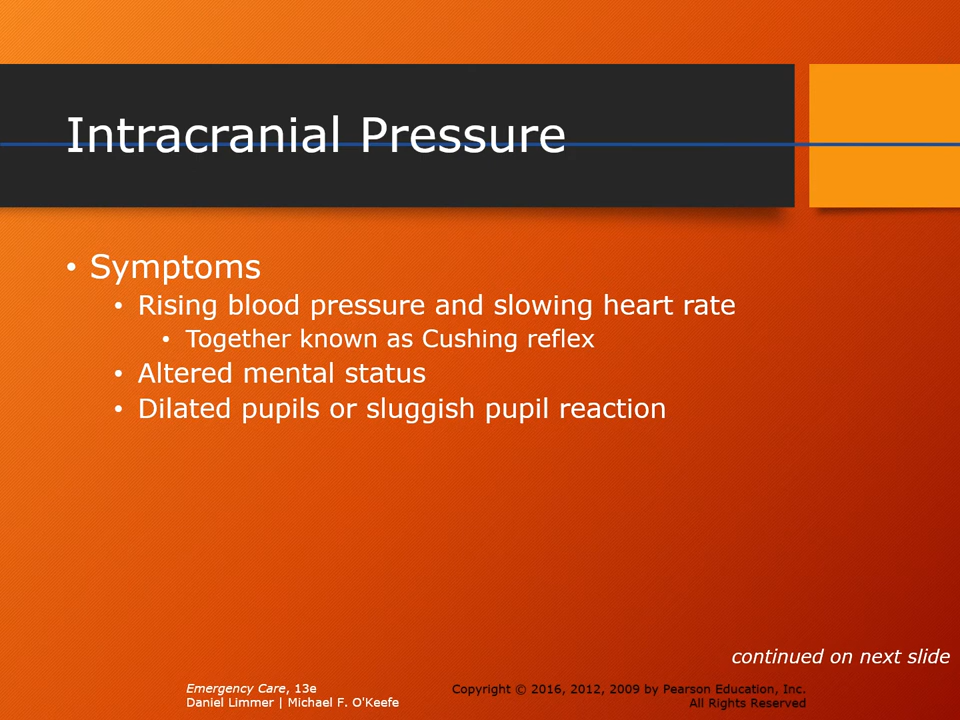 Intracranial Pressure
• Symptoms
• Rising blood pressure and slowing heart rate
• Together known as Cushing reflex
• Altered mental status
• Dilated pupils or sluggish pupil reaction
continued on next slide
Emergency Care, 13e
Daniel Limmer | Michael F. O'Keefe
Copyright © 2016, 2012, 2009 by Pearson Education, Inc.
All Rights Reserved